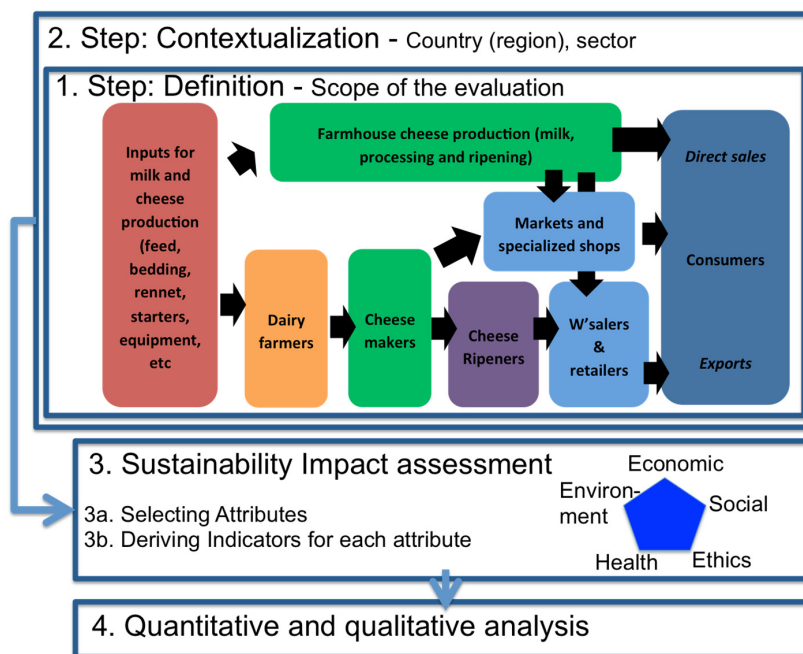 2. Step: Contextualization - Country (region), sector
1. Step: Definition - Scope of the evaluation
Inputs for
milk and
cheese
production
(feed,
bedding,
rennet,
starters,
equipment,
etc
Farmhouse cheese production (milk,
processing and ripening)
Direct sales
Markets and
specialized shops
Consumers
Dairy
farmers
Cheese
makers
Cheese
Ripeners
W'salers
&
retailers
Exports
3. Sustainability Impact assessment
3a. Selecting Attributes
3b. Deriving Indicators for each attribute
Economic
Environ-
ment
Social
Health
Ethics
4. Quantitative and qualitative analysis